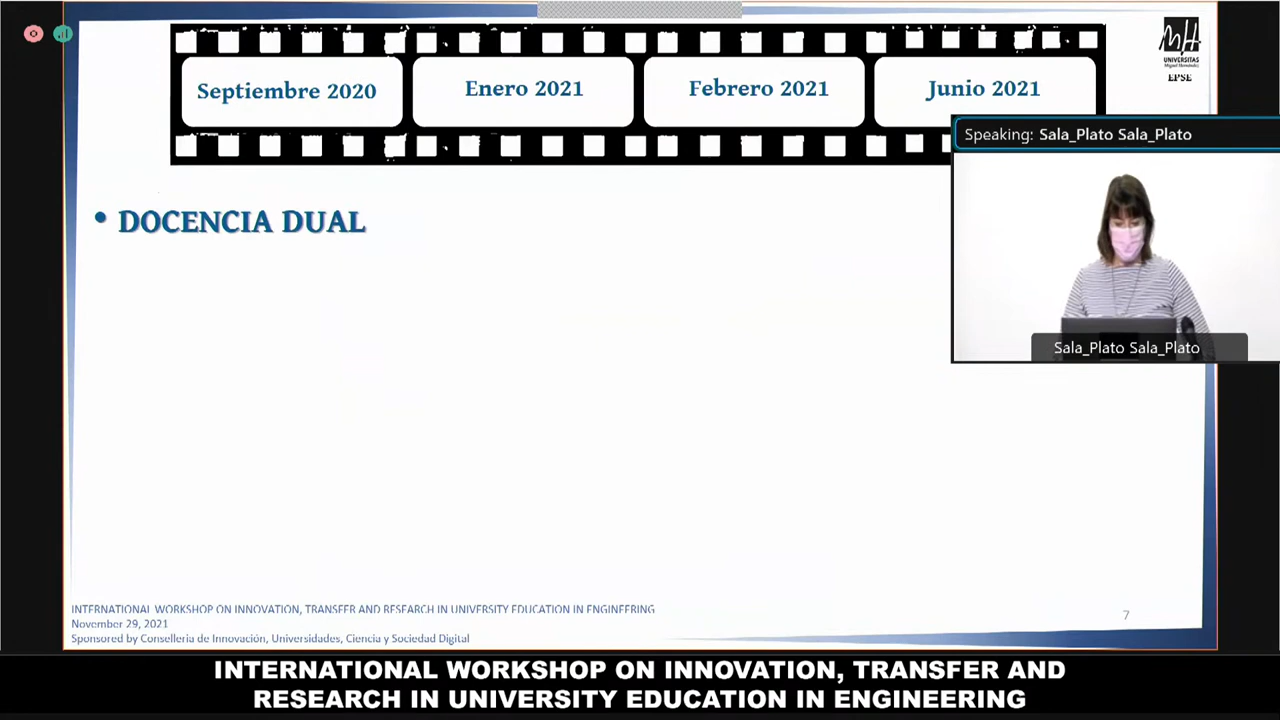 Septiembre 2020
Enero 2021
Febrero 2021
Junio 2021
UNIVERSITAS
Miguel Hernández
EPSE
Speaking: Sala_Plato Sala_Plato
• DOCENCIA DUAL
Sala_Plato Sala_Plato
INTERNATIONAL WORKSHOP ON INNOVATION, TRANSFER AND RESEARCH IN UNIVERSITY EDUCATION IN ENGINEERING
November 29, 2021
Sponsored by Conselleria de Innovación, Universidades, Ciencia y Sociedad Digital
7
INTERNATIONAL WORKSHOP ON INNOVATION, TRANSFER AND
RESEARCH IN UNIVERSITY EDUCATION IN ENGINEERING